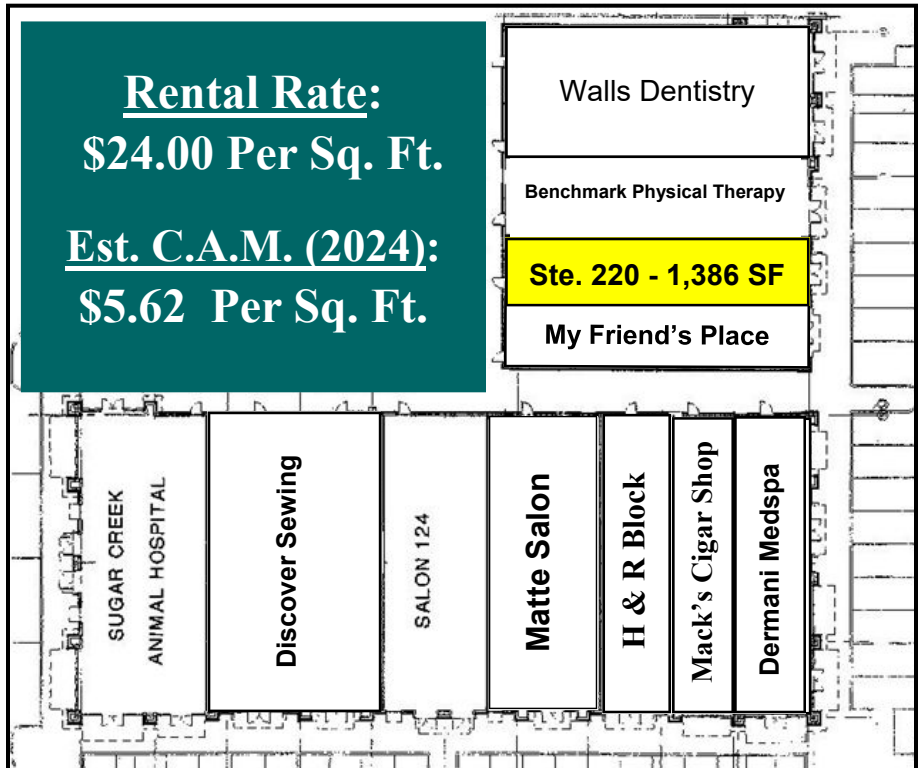 Rental Rate:
$24.00 Per Sq. Ft.
Est. C.A.M. (2024):
$5.62 Per Sq. Ft.
Walls Dentistry
Benchmark Physical Therapy
Ste. 220 - 1,386 SF
My Friend's Place
SUGAR CREEK
ANIMAL HOSPITAL
Discover Sewing
SALON 124
Matte Salon
H & R Block
Mack's Cigar Shop
Dermani Medspa